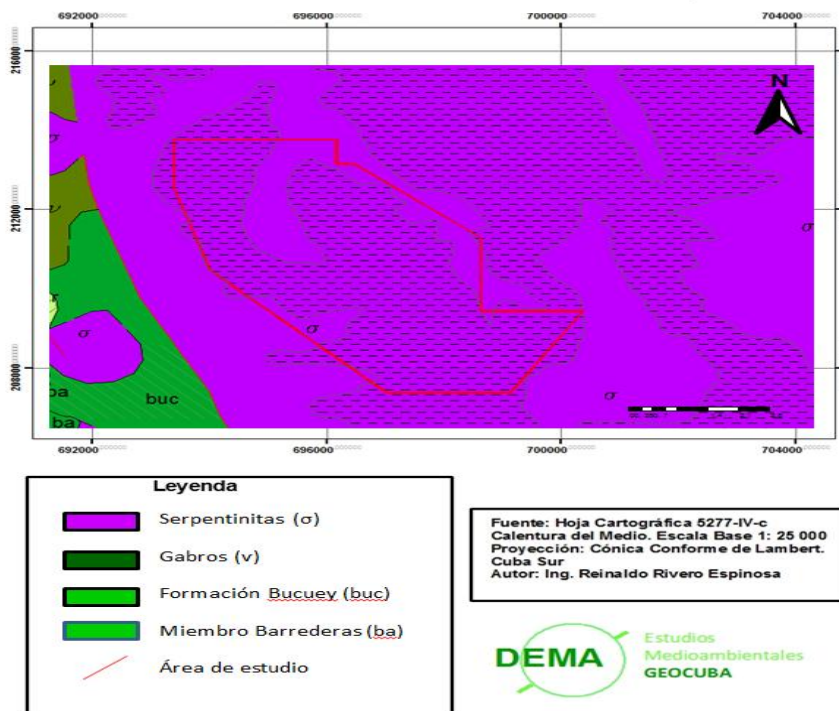 692000 696000 700000 704000
216000
212000
208000
N
σ
ν
σ
σ
σ
σ
ba
ba
buc
692000 696000 700000 704000
Leyenda
Serpentinitas (σ)
Gabros (v)
Formación Bucuey (buc)
Miembro Barrederas (ba)
Área de estudio
Fuente: Hoja Cartográfica 5277-IV-c
Calentura del Medio. Escala Base 1: 25 000
Proyección: Cónica Conforme de Lambert.
Cuba Sur
Autor: Ing. Reinaldo Rivero Espinosa
DEMA
Estudios
Medioambientales
GEOCUBA